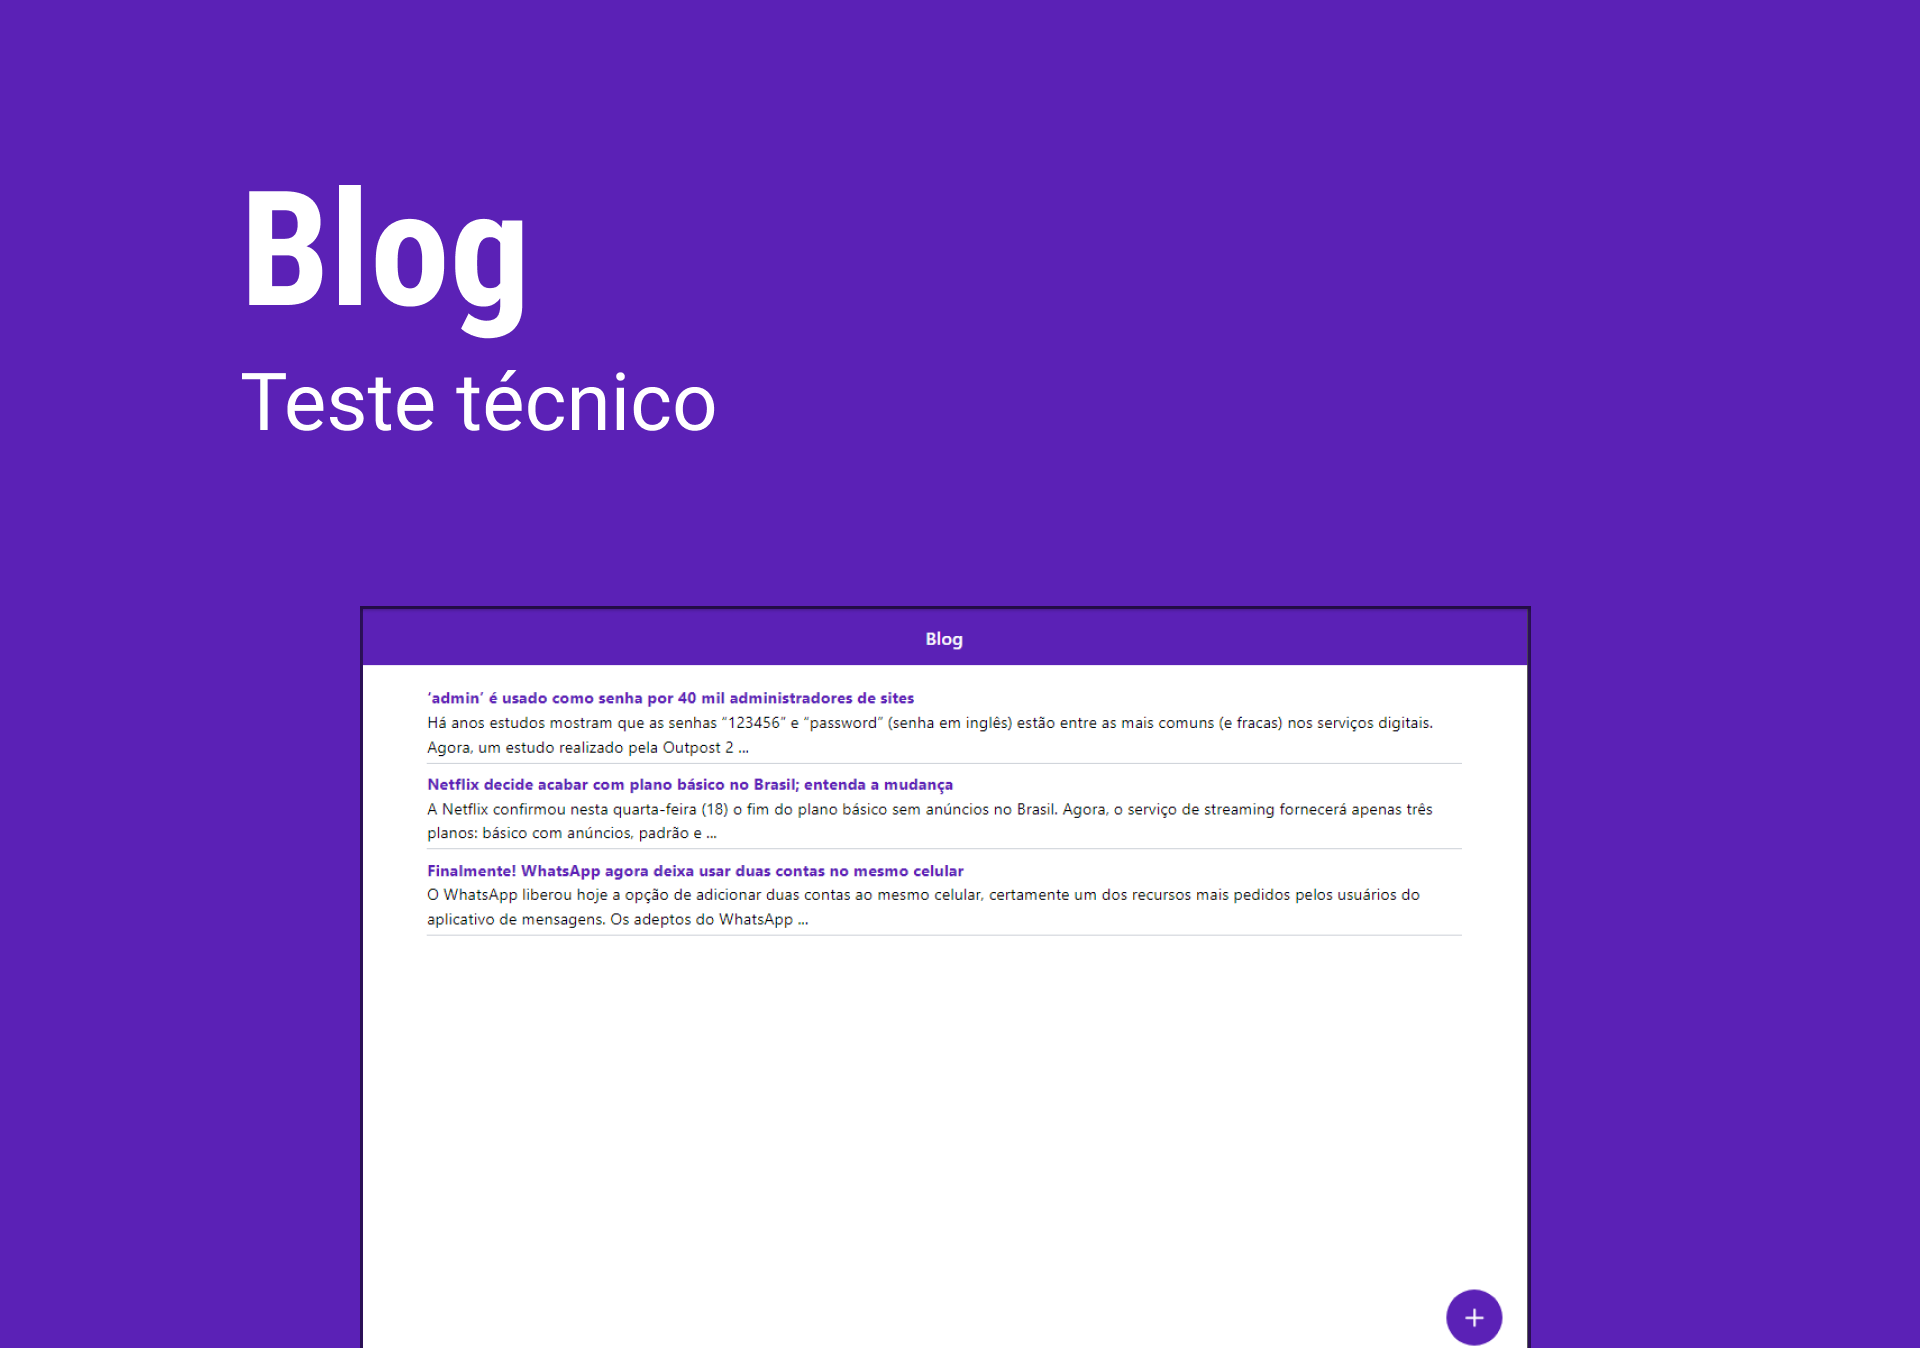 Blog
Teste técnico
Blog
‘admin’ é usado como senha por 40 mil administradores de sites
Há anos estudos mostram que as senhas “123456” e “password” (senha em inglês) estão entre as mais comuns (e fracas) nos serviços digitais.
Agora, um estudo realizado pela Outpost 2 ...
Netflix decide acabar com plano básico no Brasil; entenda a mudança
A Netflix confirmou nesta quarta-feira (18) o fim do plano básico sem anúncios no Brasil. Agora, o serviço de streaming fornecerá apenas três
planos: básico com anúncios, padrão e ...
Finalmente! WhatsApp agora deixa usar duas contas no mesmo celular
O WhatsApp liberou hoje a opção de adicionar duas contas ao mesmo celular, certamente um dos recursos mais pedidos pelos usuários do
aplicativo de mensagens. Os adeptos do WhatsApp ...
+